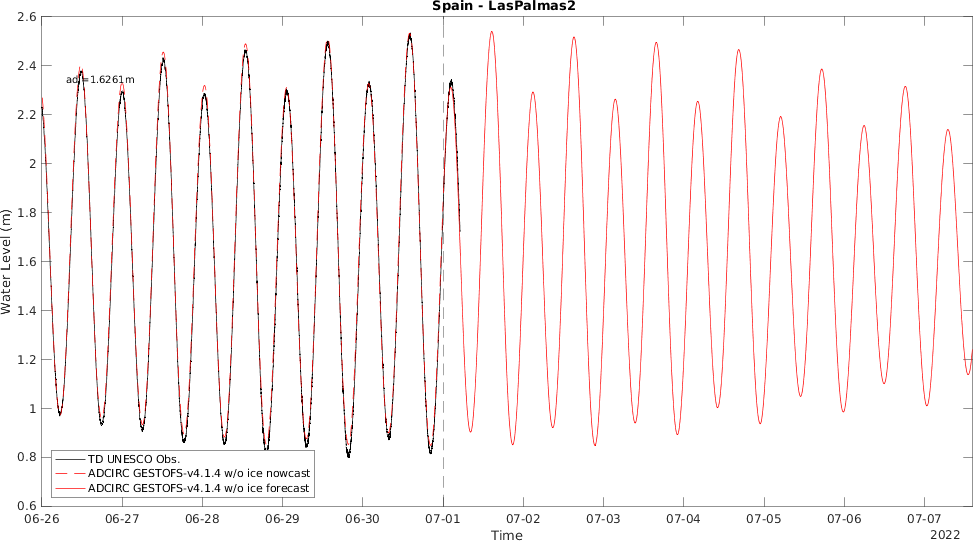 Spain - LasPalmas2
2.6
2.4
2.2
2
1.8
1.6
1.4
1.2
1
0.8
0.6
Water Level (m)
adj=1.6261m
TD UNESCO Obs.
ADCIRC GESTOFS-v4.1.4 w/o ice nowcast
ADCIRC GESTOFS-v4.1.4 w/o ice forecast
06-26 06-27 06-28 06-29 06-30 07-01 07-02 07-03 07-04 07-05 07-06 07-07
Time
2022